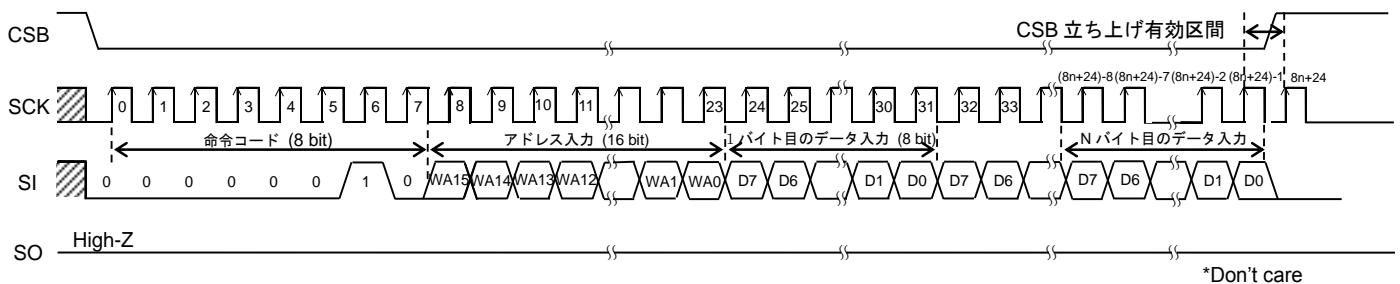 CSB
CSB 立ち上げ有効区間
(8n+24)-8 (8n+24)-7 (8n+24)-2 (8n+24)-1 8n+24
SCK
0 1 2 3 4 5 6 7 8 9 10 11 23 24 25 30 31 32 33
命令コード (8 bit)
アドレス入力 (16 bit)
1 バイト目のデータ入力 (8 bit)
N バイト目のデータ入力
SI
0 0 0 0 0 0 1 0 WA15 WA14 WA13 WA12 WA1 WA0 D7 D6 D1 D0 D7 D6 D7 D6 D1 D0
High-Z
SO
*Don't care